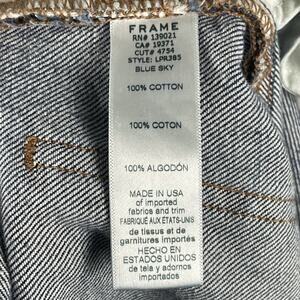 FRAME
RN# 139021
CA# 19371
CUT# 4754
STYLE: LPR385
BLUE SKY
100% COTTON
100% COTON
100% ALGODÓN
MADE IN USA
of imported
fabrics and trim
FABRIQUÉ AUX ÉTATS-UNIS
de tissus et de
garnitures importés
HECHO EN
ESTADOS UNIDOS
de tela y adornos
importados